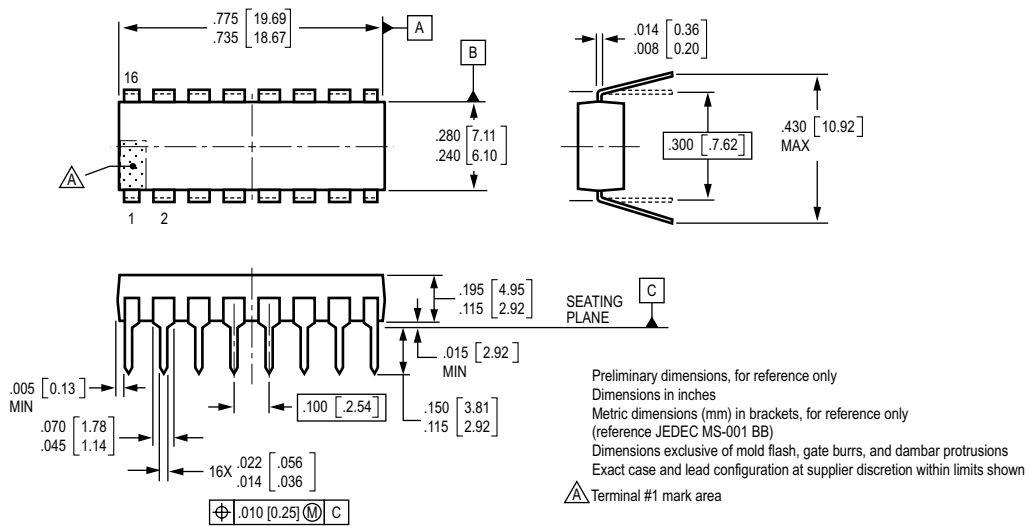 .775 [19.69]
.735 [18.67]
A
B
16
.280 [7.11]
.240 [6.10]
A
1 2
.014 [0.36]
.008 [0.20]
.300 [.7.62]
.430 [10.92]
MAX
.195 [4.95]
.115 [2.92]
SEATING
PLANE
C
.015 [2.92]
MIN
.005 [0.13]
MIN
.100 [.2.54]
.150 [3.81]
.115 [2.92]
.070 [1.78]
.045 [1.14]
16X .022 [.056]
.014 [.036]
⌖ .010 [0.25] Ⓜ C
Preliminary dimensions, for reference only
Dimensions in inches
Metric dimensions (mm) in brackets, for reference only
(reference JEDEC MS-001 BB)
Dimensions exclusive of mold flash, gate burrs, and dambar protrusions
Exact case and lead configuration at supplier discretion within limits shown
A Terminal #1 mark area